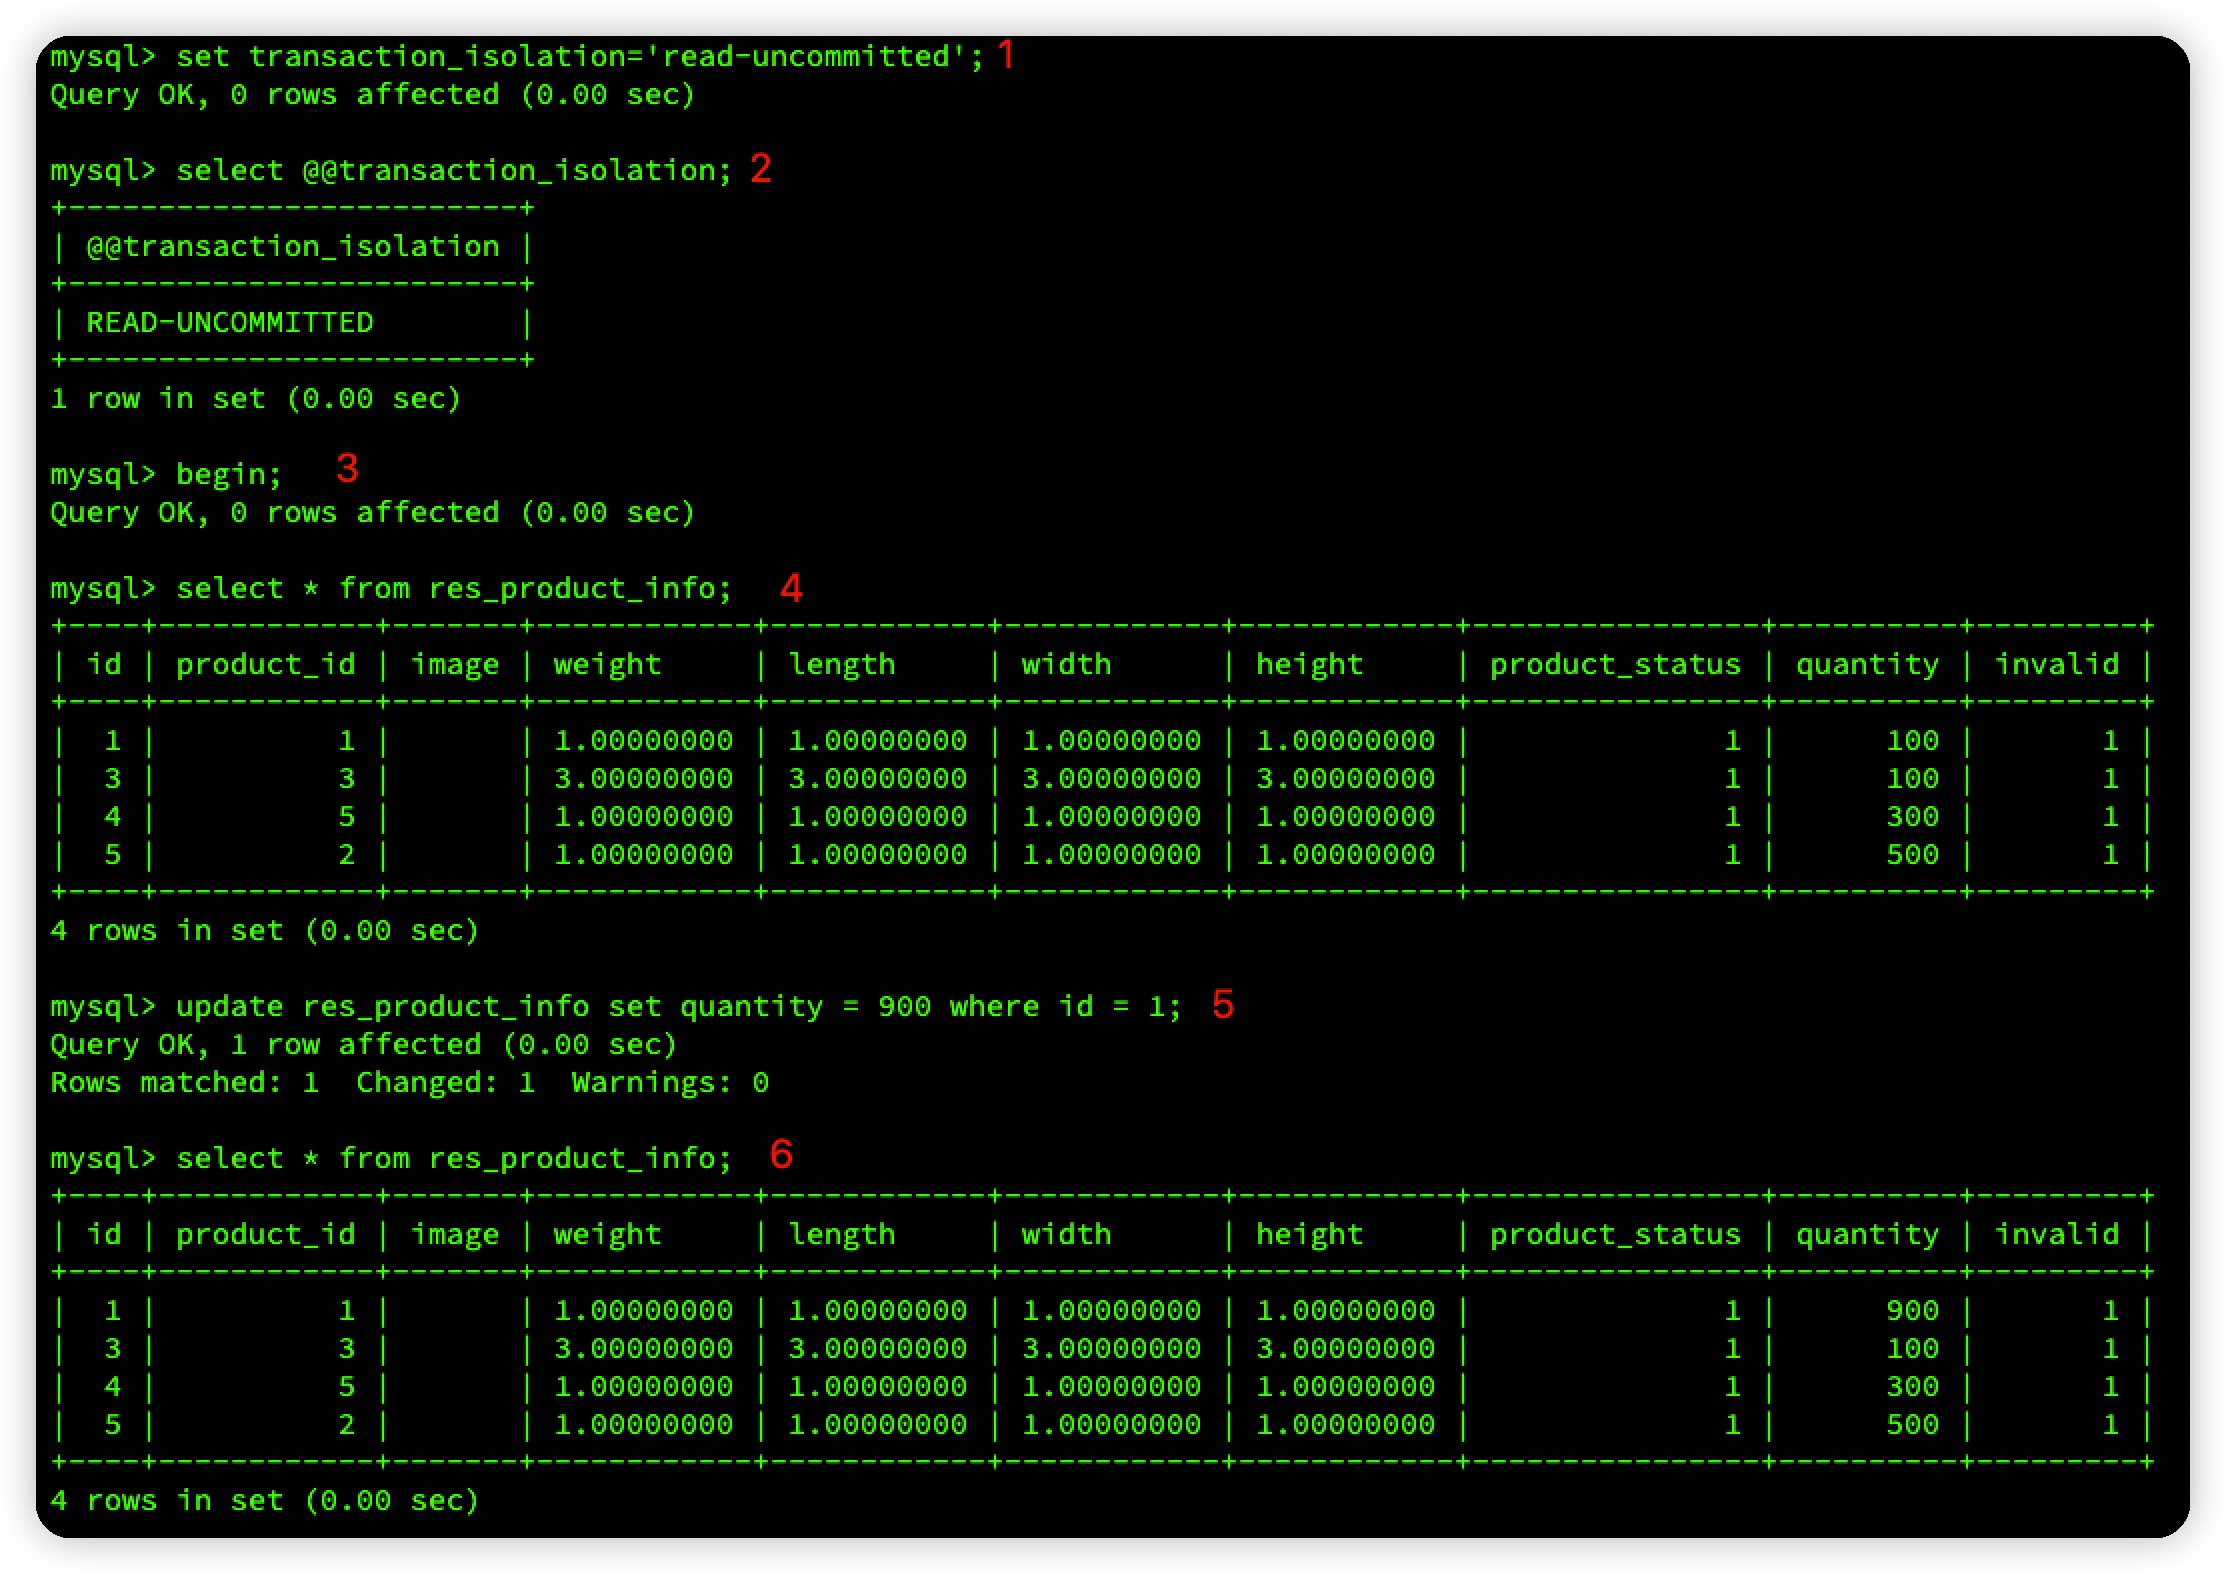 mysql> set transaction_isolation='read-uncommitted'; 1
Query OK, 0 rows affected (0.00 sec)

mysql> select @@transaction_isolation; 2
+-------------------------+
| @@transaction_isolation |
+-------------------------+
| READ-UNCOMMITTED        |
+-------------------------+
1 row in set (0.00 sec)

mysql> begin; 3
Query OK, 0 rows affected (0.00 sec)

mysql> select * from res_product_info; 4
+----+------------+-------+------------+------------+------------+------------+----------------+----------+---------+
| id | product_id | image | weight     | length     | width      | height     | product_status | quantity | invalid |
+----+------------+-------+------------+------------+------------+------------+----------------+----------+---------+
|  1 |          1 |       | 1.00000000 | 1.00000000 | 1.00000000 | 1.00000000 |              1 |      100 |       1 |
|  3 |          3 |       | 3.00000000 | 3.00000000 | 3.00000000 | 3.00000000 |              1 |      100 |       1 |
|  4 |          5 |       | 1.00000000 | 1.00000000 | 1.00000000 | 1.00000000 |              1 |      300 |       1 |
|  5 |          2 |       | 1.00000000 | 1.00000000 | 1.00000000 | 1.00000000 |              1 |      500 |       1 |
+----+------------+-------+------------+------------+------------+------------+----------------+----------+---------+
4 rows in set (0.00 sec)

mysql> update res_product_info set quantity = 900 where id = 1; 5
Query OK, 1 row affected (0.00 sec)
Rows matched: 1  Changed: 1  Warnings: 0

mysql> select * from res_product_info; 6
+----+------------+-------+------------+------------+------------+------------+----------------+----------+---------+
| id | product_id | image | weight     | length     | width      | height     | product_status | quantity | invalid |
+----+------------+-------+------------+------------+------------+------------+----------------+----------+---------+
|  1 |          1 |       | 1.00000000 | 1.00000000 | 1.00000000 | 1.00000000 |              1 |      900 |       1 |
|  3 |          3 |       | 3.00000000 | 3.00000000 | 3.00000000 | 3.00000000 |              1 |      100 |       1 |
|  4 |          5 |       | 1.00000000 | 1.00000000 | 1.00000000 | 1.00000000 |              1 |      300 |       1 |
|  5 |          2 |       | 1.00000000 | 1.00000000 | 1.00000000 | 1.00000000 |              1 |      500 |       1 |
+----+------------+-------+------------+------------+------------+------------+----------------+----------+---------+
4 rows in set (0.00 sec)